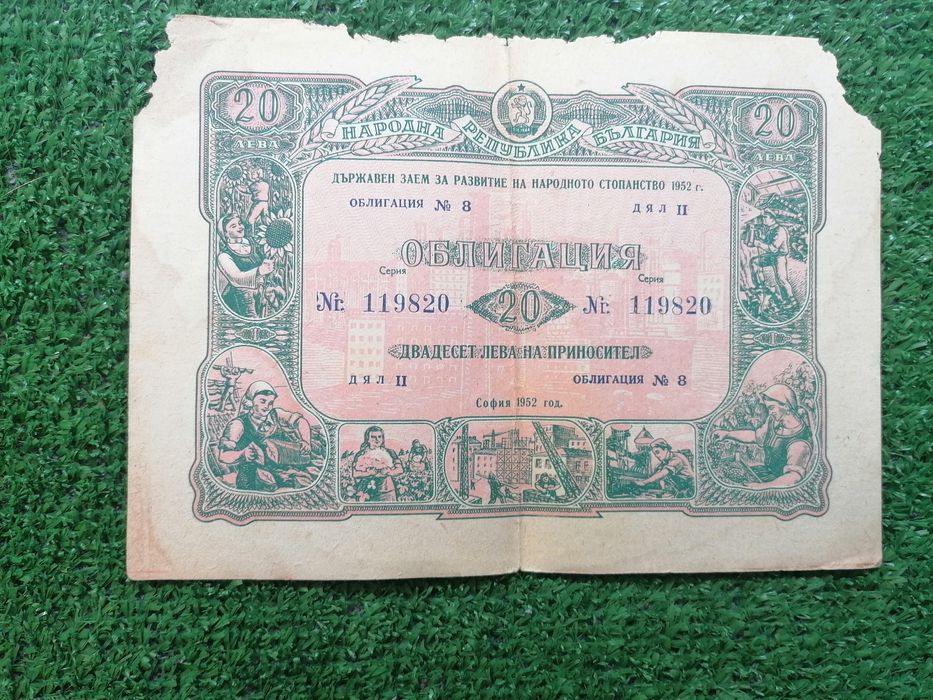 20 20
ЛЕВА ЛЕВА
НАРОДНА РЕПУБЛИКА БЪЛГАРИЯ
ДЪРЖАВЕН ЗАЕМ ЗА РАЗВИТИЕ НА НАРОДНОТО СТОПАНСТВО 1952 г.
ОБЛИГАЦИЯ № 8 ДЯЛ II
ОБЛИГАЦИЯ
Серия Серия
№: 119820 20 №: 119820
ДВАДЕСЕТ ЛЕВА НА ПРИНОСИТЕЛ
ДЯЛ II ОБЛИГАЦИЯ № 8
София 1952 год.